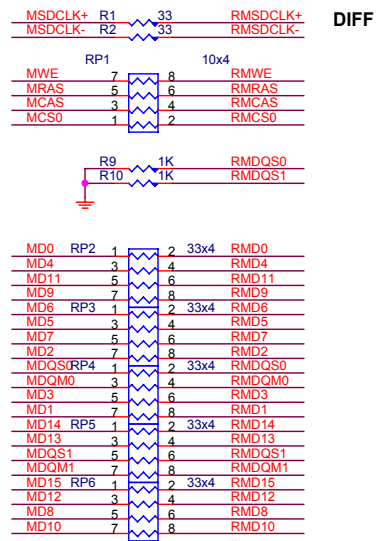 MSDCLK+ R1 33 RMSDCLK+ DIFF
MSDCLK- R2 33 RMSDCLK-
RP1 10x4
MWE 7 8 RMWE
MRAS 5 6 RMRAS
MCAS 3 4 RMCAS
MCS0 1 2 RMCS0
R9 1K RMDQS0
R10 1K RMDQS1
MD0 RP2 1 2 33x4 RMD0
MD4 3 4 RMD4
MD11 5 6 RMD11
MD9 7 8 RMD9
MD6 RP3 1 2 33x4 RMD6
MD5 3 4 RMD5
MD7 5 6 RMD7
MD2 7 8 RMD2
MDQS0 RP4 1 2 33x4 RMDQS0
MDQM0 3 4 RMDQM0
MD3 5 6 RMD3
MD1 7 8 RMD1
MD14 RP5 1 2 33x4 RMD14
MD13 3 4 RMD13
MDQS1 5 6 RMDQS1
MDQM1 7 8 RMDQM1
MD15 RP6 1 2 33x4 RMD15
MD12 3 4 RMD12
MD8 5 6 RMD8
MD10 7 8 RMD10